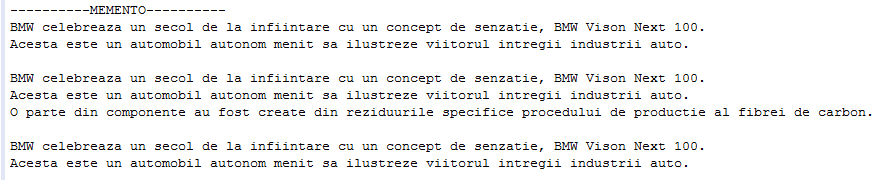 ----------MEMENTO----------
BMW celebreaza un secol de la infiintare cu un concept de senzatie, BMW Vison Next 100.
Acesta este un automobil autonom menit sa ilustreze viitorul intregii industrii auto.
BMW celebreaza un secol de la infiintare cu un concept de senzatie, BMW Vison Next 100.
Acesta este un automobil autonom menit sa ilustreze viitorul intregii industrii auto.
O parte din componente au fost create din reziduurile specifice procedului de productie al fibrei de carbon.
BMW celebreaza un secol de la infiintare cu un concept de senzatie, BMW Vison Next 100.
Acesta este un automobil autonom menit sa ilustreze viitorul intregii industrii auto.